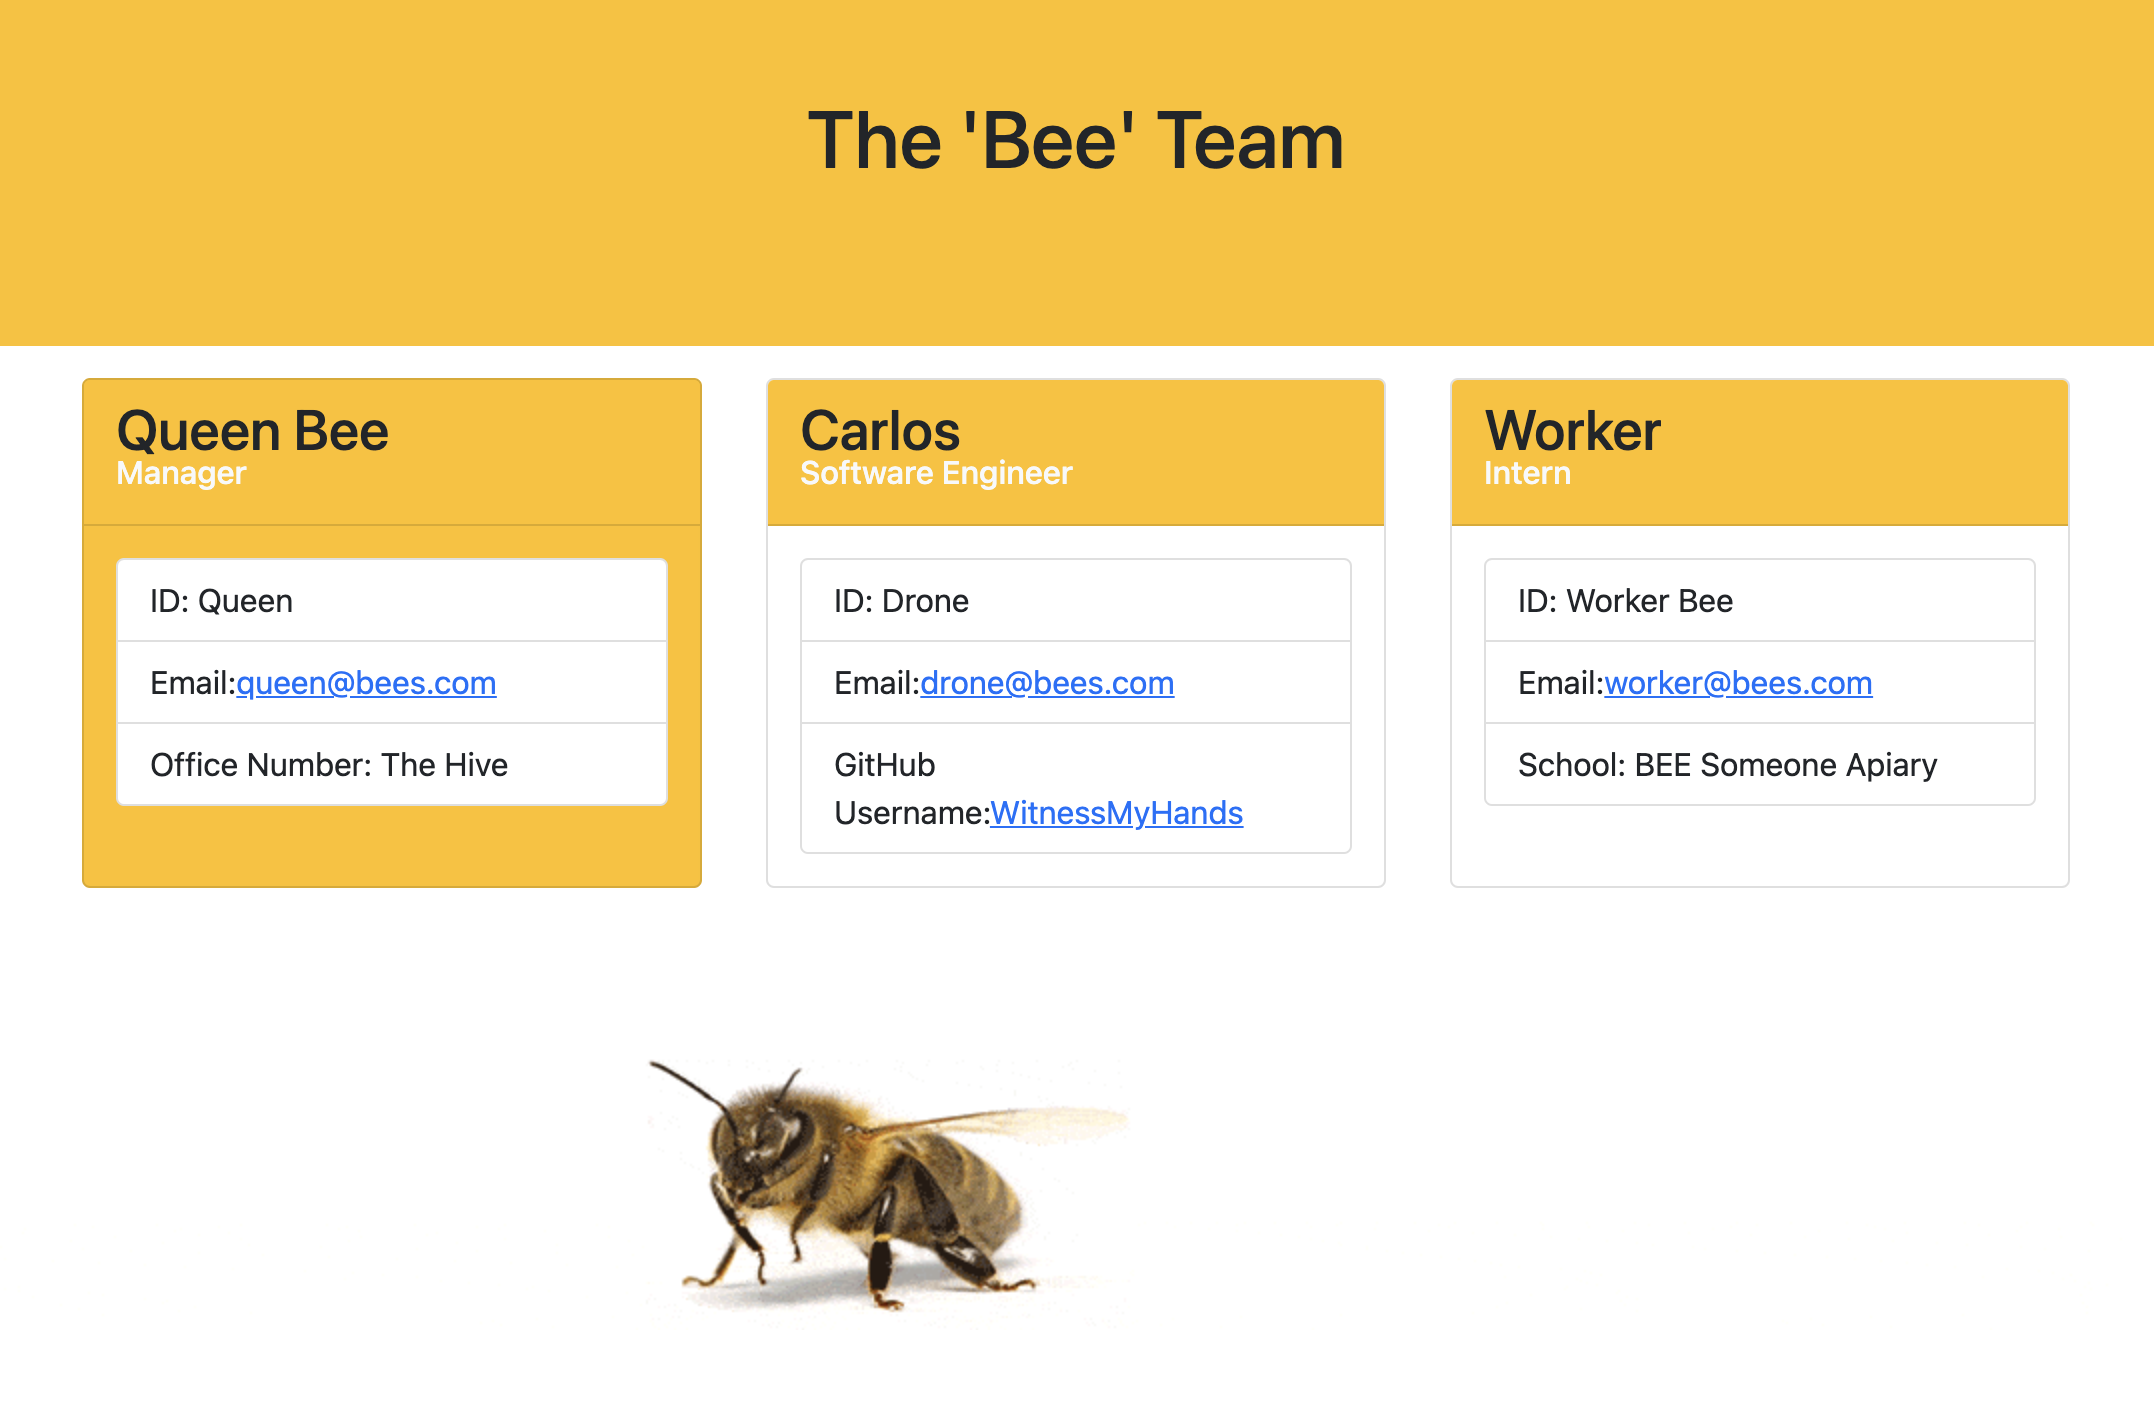 The 'Bee' Team
Queen Bee
Manager
ID: Queen
Email:queen@bees.com
Office Number: The Hive
Carlos
Software Engineer
ID: Drone
Email:drone@bees.com
GitHub
Username:WitnessMyHands
Worker
Intern
ID: Worker Bee
Email:worker@bees.com
School: BEE Someone Apiary